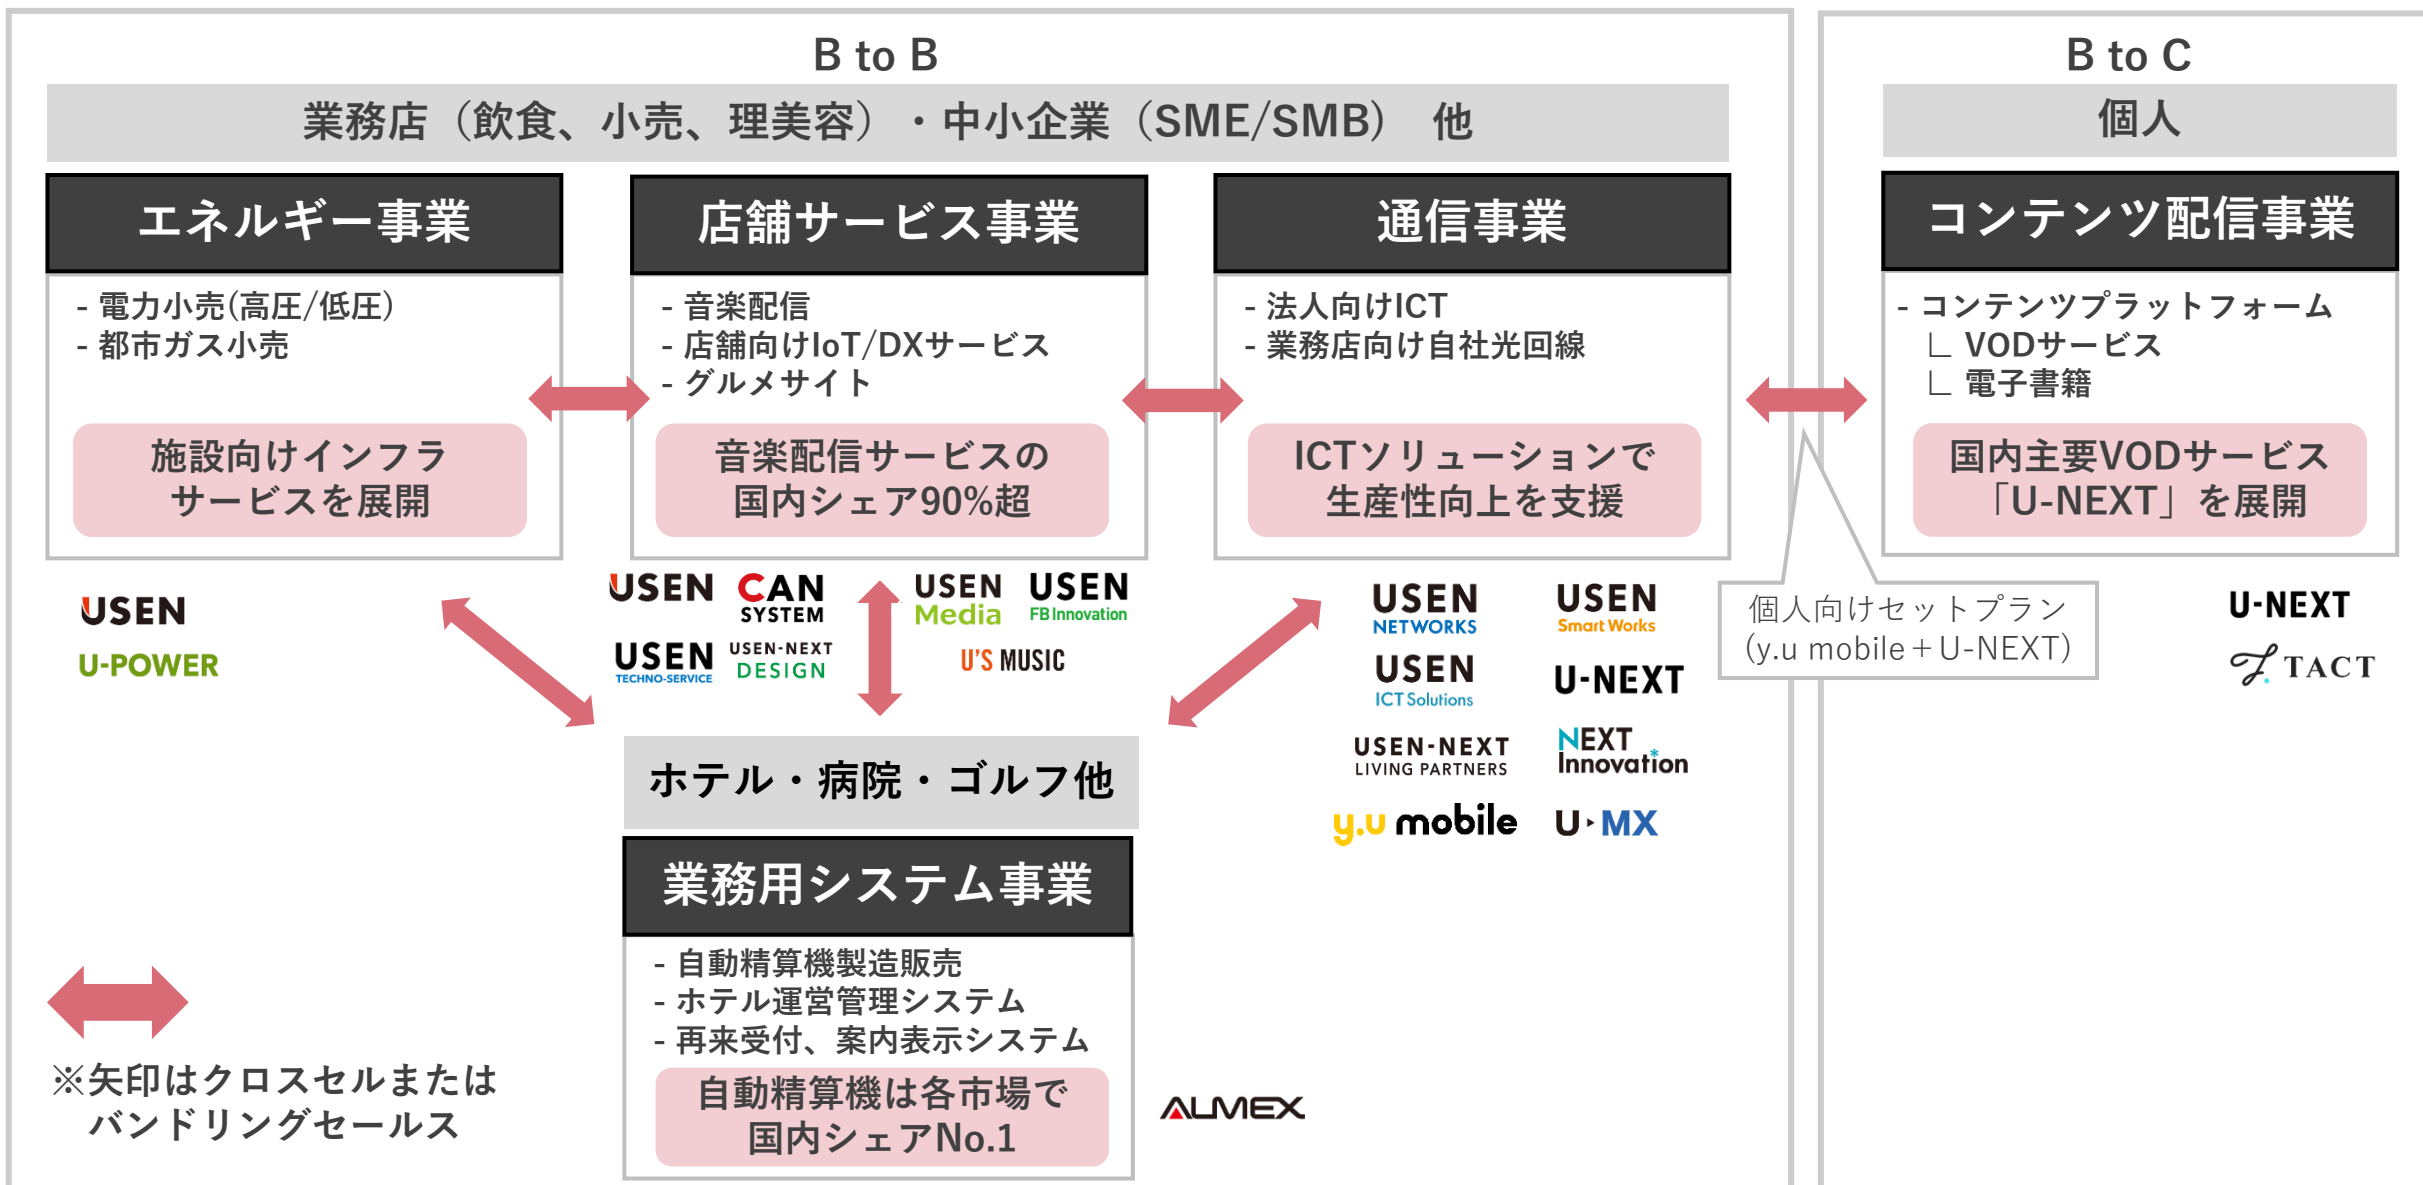 B to B
業務店（飲食、小売、理美容）・中小企業（SME/SMB） 他
エネルギー事業
- 電力小売(高圧/低圧)
- 都市ガス小売
施設向けインフラ
サービスを展開
USEN
U-POWER
店舗サービス事業
- 音楽配信
- 店舗向けIoT/DXサービス
- グルメサイト
音楽配信サービスの
国内シェア90%超
USEN
CAN
SYSTEM
USEN
Media
USEN
FB Innovation
USEN
TECHNO-SERVICE
USEN-NEXT
DESIGN
U'S MUSIC
通信事業
- 法人向けICT
- 業務店向け自社光回線
ICTソリューションで
生産性向上を支援
USEN
NETWORKS
USEN
Smart Works
USEN
ICT Solutions
U-NEXT
USEN-NEXT
LIVING PARTNERS
NEXT
Innovation
y.u mobile
U MX
ホテル・病院・ゴルフ他
業務用システム事業
- 自動精算機製造販売
- ホテル運営管理システム
- 再来受付、案内表示システム
自動精算機は各市場で
国内シェアNo.1
ALMEX
※矢印はクロスセルまたは
バンドリングセールス
個人向けセットプラン
(y.u mobile＋U-NEXT)
B to C
個人
コンテンツ配信事業
- コンテンツプラットフォーム
∟ VODサービス
∟ 電子書籍
国内主要VODサービス
「U-NEXT」を展開
U-NEXT
TACT